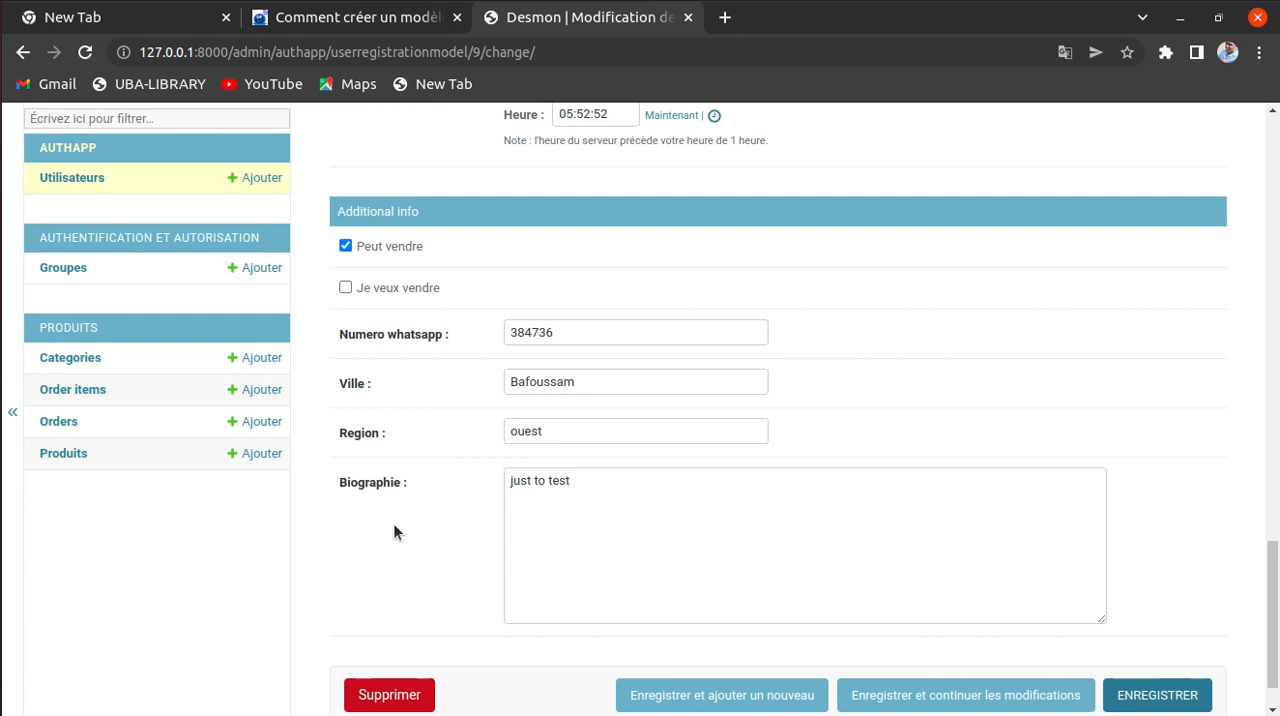 New Tab
Comment créer un modèl
Desmon | Modification de
127.0.0.1:8000/admin/authapp/userregistrationmodel/9/change/
Gmail UBA-LIBRARY YouTube Maps New Tab
Écrivez ici pour filtrer...
AUTHAPP
Utilisateurs + Ajouter
AUTHENTIFICATION ET AUTORISATION
Groupes + Ajouter
PRODUITS
Categories + Ajouter
Order items + Ajouter
Orders + Ajouter
Produits + Ajouter
«
Heure : 05:52:52 Maintenant |
Note : l'heure du serveur précède votre heure de 1 heure.
Additional info
Peut vendre
Je veux vendre
Numero whatsapp : 384736
Ville : Bafoussam
Region : ouest
Biographie : just to test
Supprimer Enregistrer et ajouter un nouveau Enregistrer et continuer les modifications ENREGISTRER